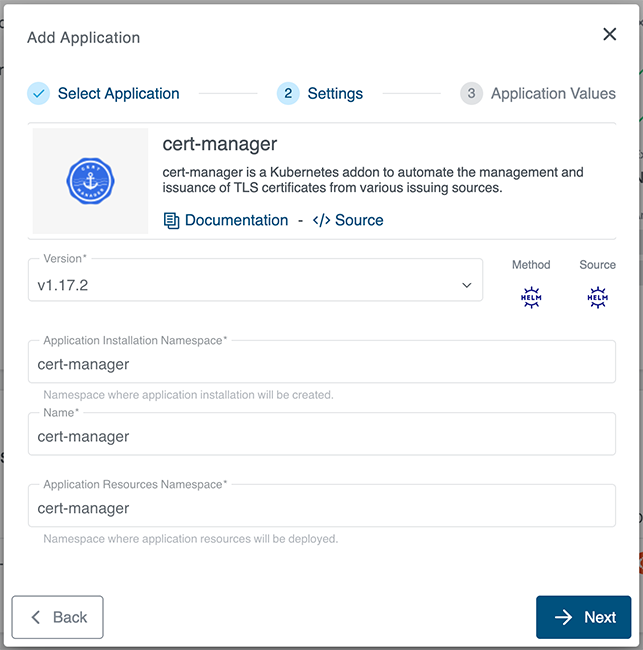 Add Application
Select Application
2 Settings
3 Application Values
CERT
MANAGER
cert-manager
cert-manager is a Kubernetes addon to automate the management and
issuance of TLS certificates from various issuing sources.
Documentation - </> Source
Version*
v1.17.2
Method
HELM
Source
HELM
Application Installation Namespace*
cert-manager
Namespace where application installation will be created.
Name*
cert-manager
Application Resources Namespace*
cert-manager
Namespace where application resources will be deployed.
Back
Next